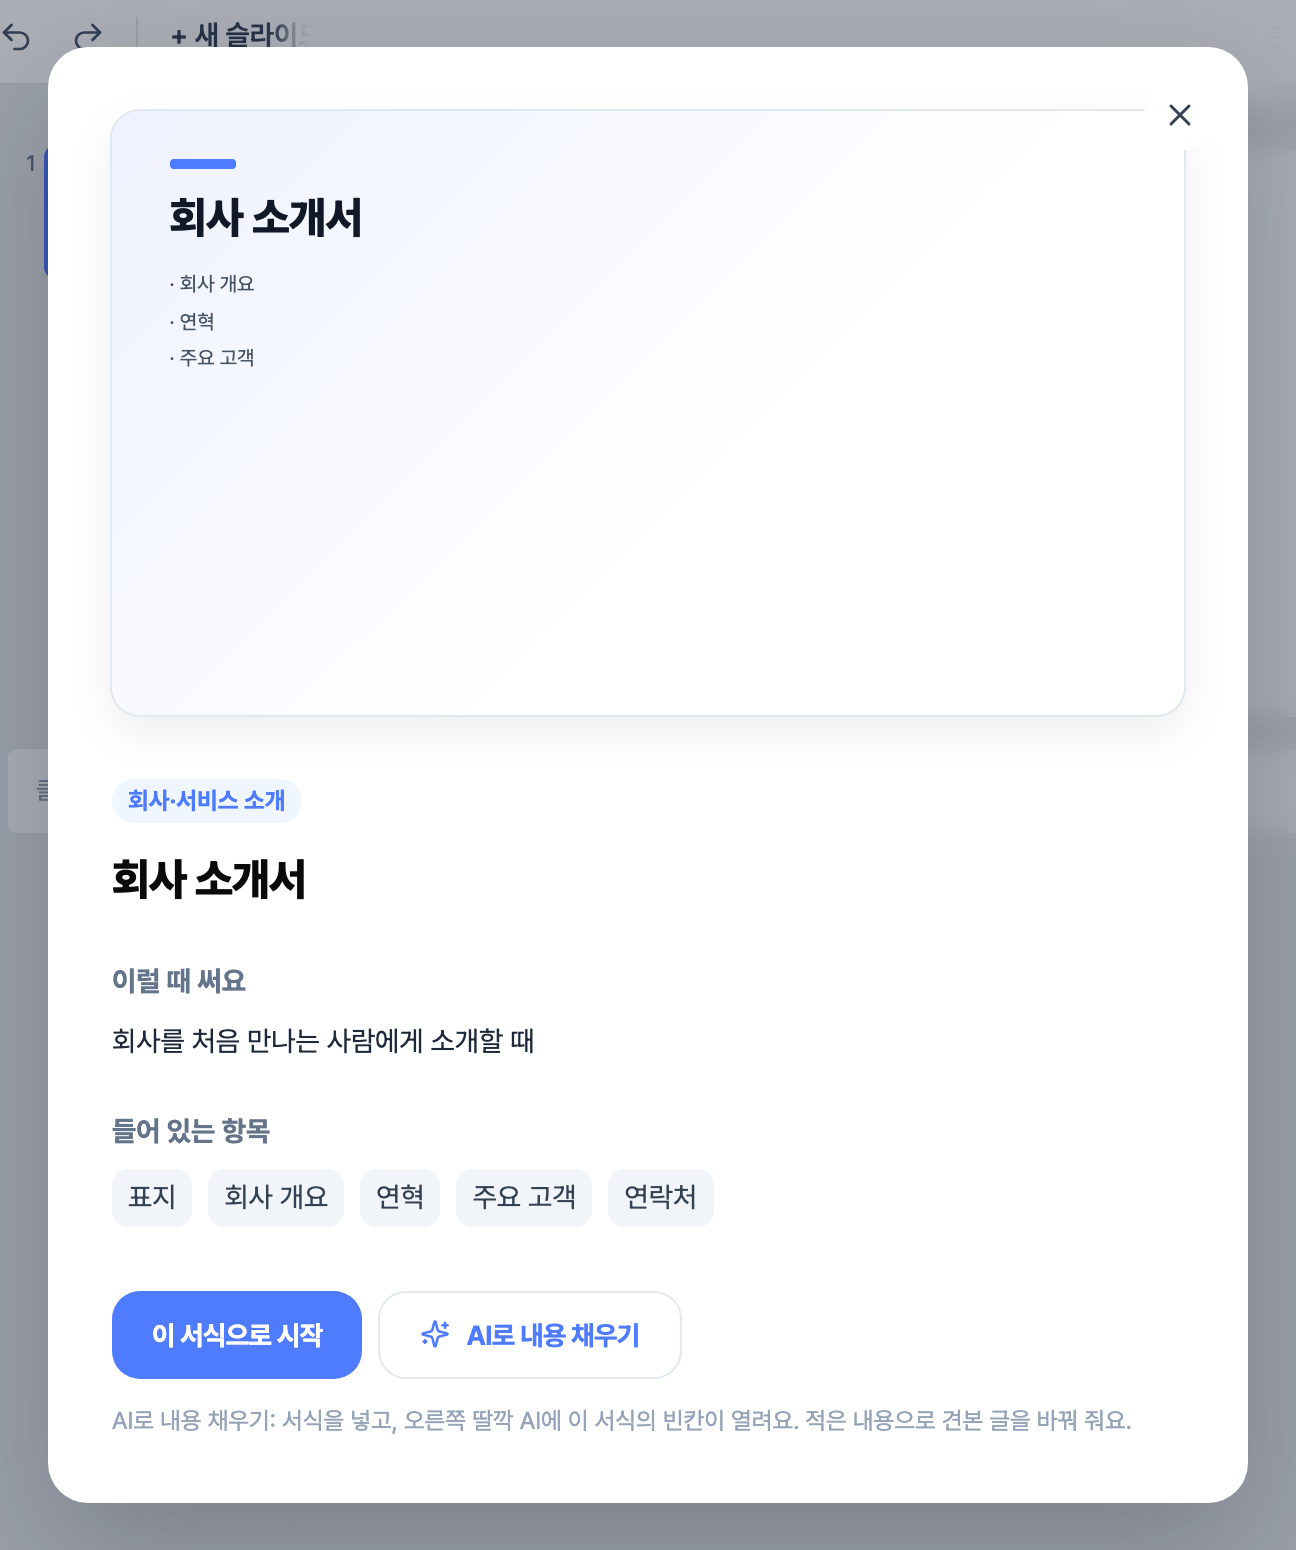 + 새 슬라이드
1
회사 소개서
· 회사 개요
· 연혁
· 주요 고객
회사·서비스 소개
회사 소개서
이럴 때 써요
회사를 처음 만나는 사람에게 소개할 때
들어 있는 항목
표지 회사 개요 연혁 주요 고객 연락처
이 서식으로 시작 AI로 내용 채우기
AI로 내용 채우기: 서식을 넣고, 오른쪽 딸깍 AI에 이 서식의 빈칸이 열려요. 적은 내용으로 견본 글을 바꿔 줘요.